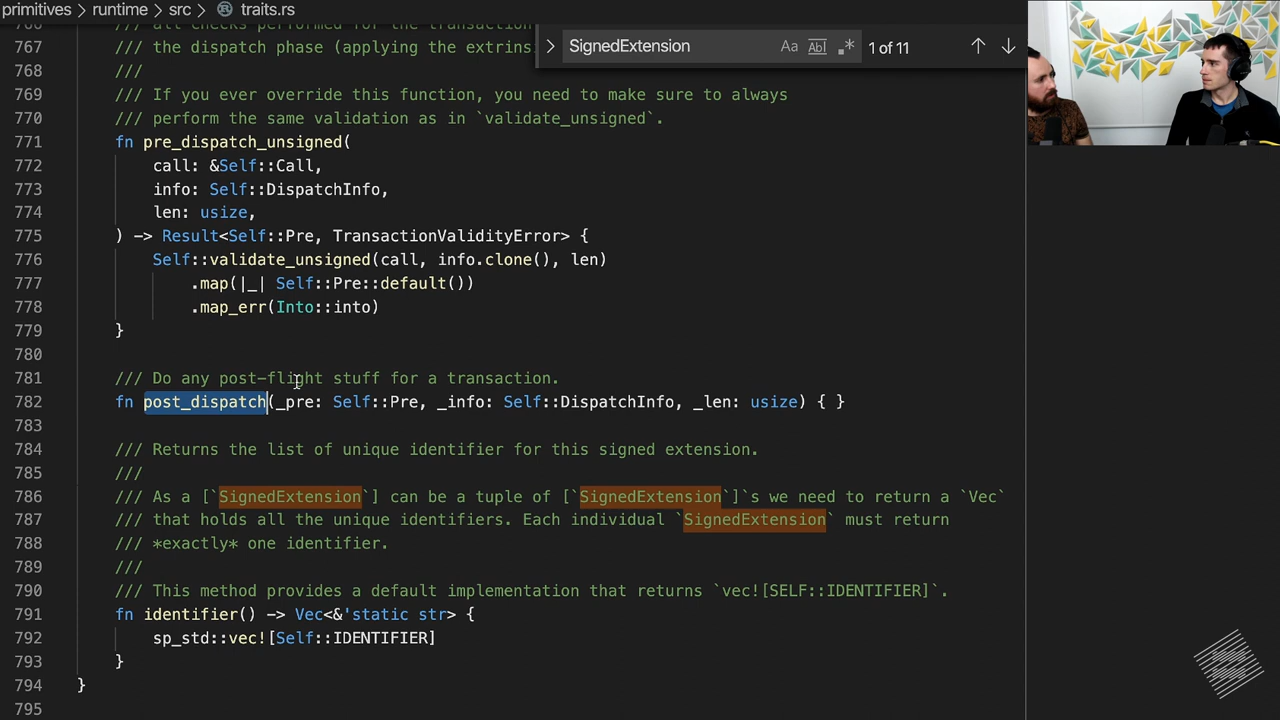 primitives > runtime > src > traits.rs
SignedExtension Aa Abl .* 1 of 11
766 /// all checks performed for the transaction
767 /// the dispatch phase (applying the extrins
768 ///
769 /// If you ever override this function, you need to make sure to always
770 /// perform the same validation as in `validate_unsigned`.
771 fn pre_dispatch_unsigned(
772 call: &Self::Call,
773 info: Self::DispatchInfo,
774 len: usize,
775 ) -> Result<Self::Pre, TransactionValidityError> {
776 Self::validate_unsigned(call, info.clone(), len)
777 .map(|_| Self::Pre::default())
778 .map_err(Into::into)
779 }
780
781 /// Do any post-flight stuff for a transaction.
782 fn post_dispatch(_pre: Self::Pre, _info: Self::DispatchInfo, _len: usize) { }
783
784 /// Returns the list of unique identifier for this signed extension.
785 ///
786 /// As a [`SignedExtension`] can be a tuple of [`SignedExtension`]`s we need to return a `Vec`
787 /// that holds all the unique identifiers. Each individual `SignedExtension` must return
788 /// *exactly* one identifier.
789 ///
790 /// This method provides a default implementation that returns `vec![SELF::IDENTIFIER]`.
791 fn identifier() -> Vec<&'static str> {
792 sp_std::vec![Self::IDENTIFIER]
793 }
794 }
795